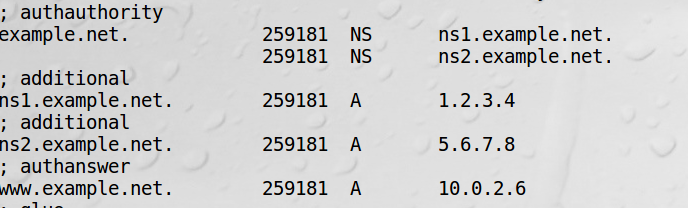 ; authauthority
example.net. 259181 NS ns1.example.net.
259181 NS ns2.example.net.
; additional
ns1.example.net. 259181 A 1.2.3.4
; additional
ns2.example.net. 259181 A 5.6.7.8
; authanswer
www.example.net. 259181 A 10.0.2.6
; glue